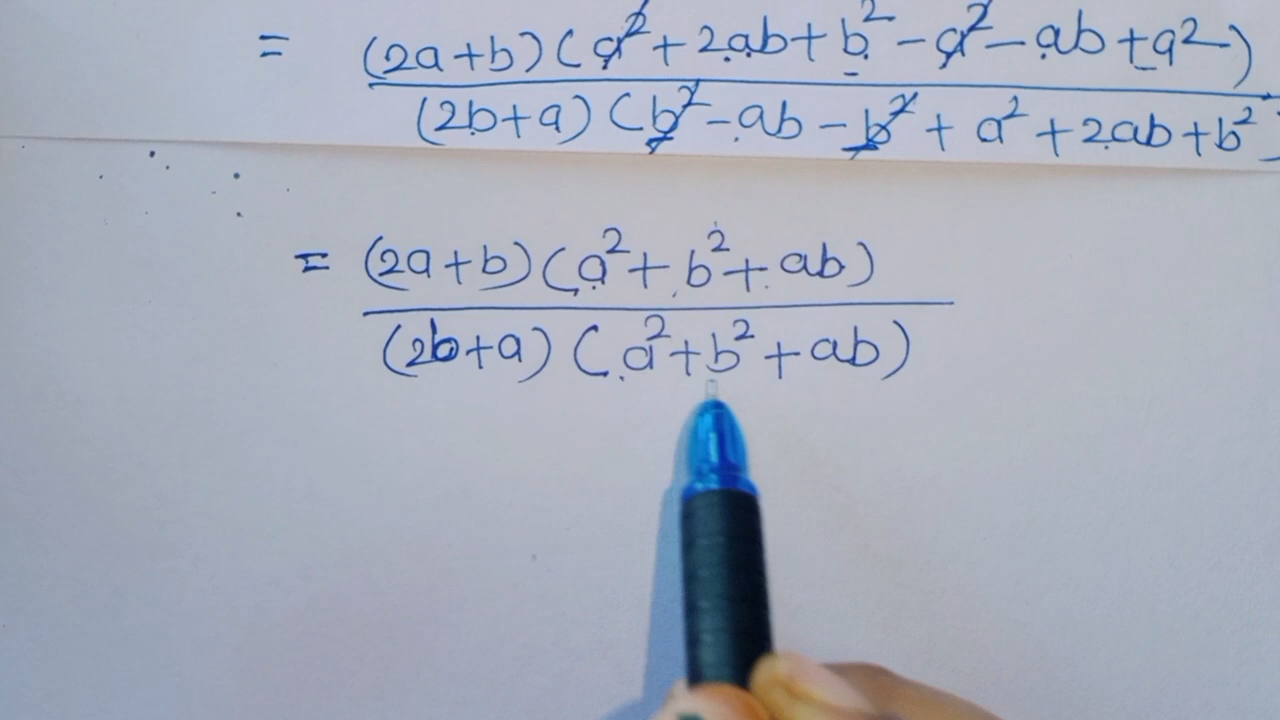 = (2a+b)(a²+2ab+b²-a²-ab+a²)
(2b+a)(b²-ab-b²+a²+2ab+b²)
= (2a+b)(a²+b²+ab)
(2b+a)(a²+b²+ab)